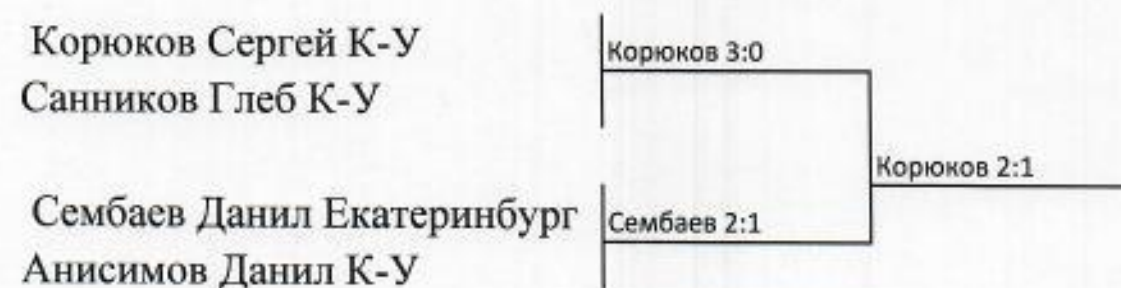 Корюков Сергей К-У
Корюков 3:0
Санников Глеб К-У
Корюков 2:1
Сембаев Данил Екатеринбург
Сембаев 2:1
Анисимов Данил К-У